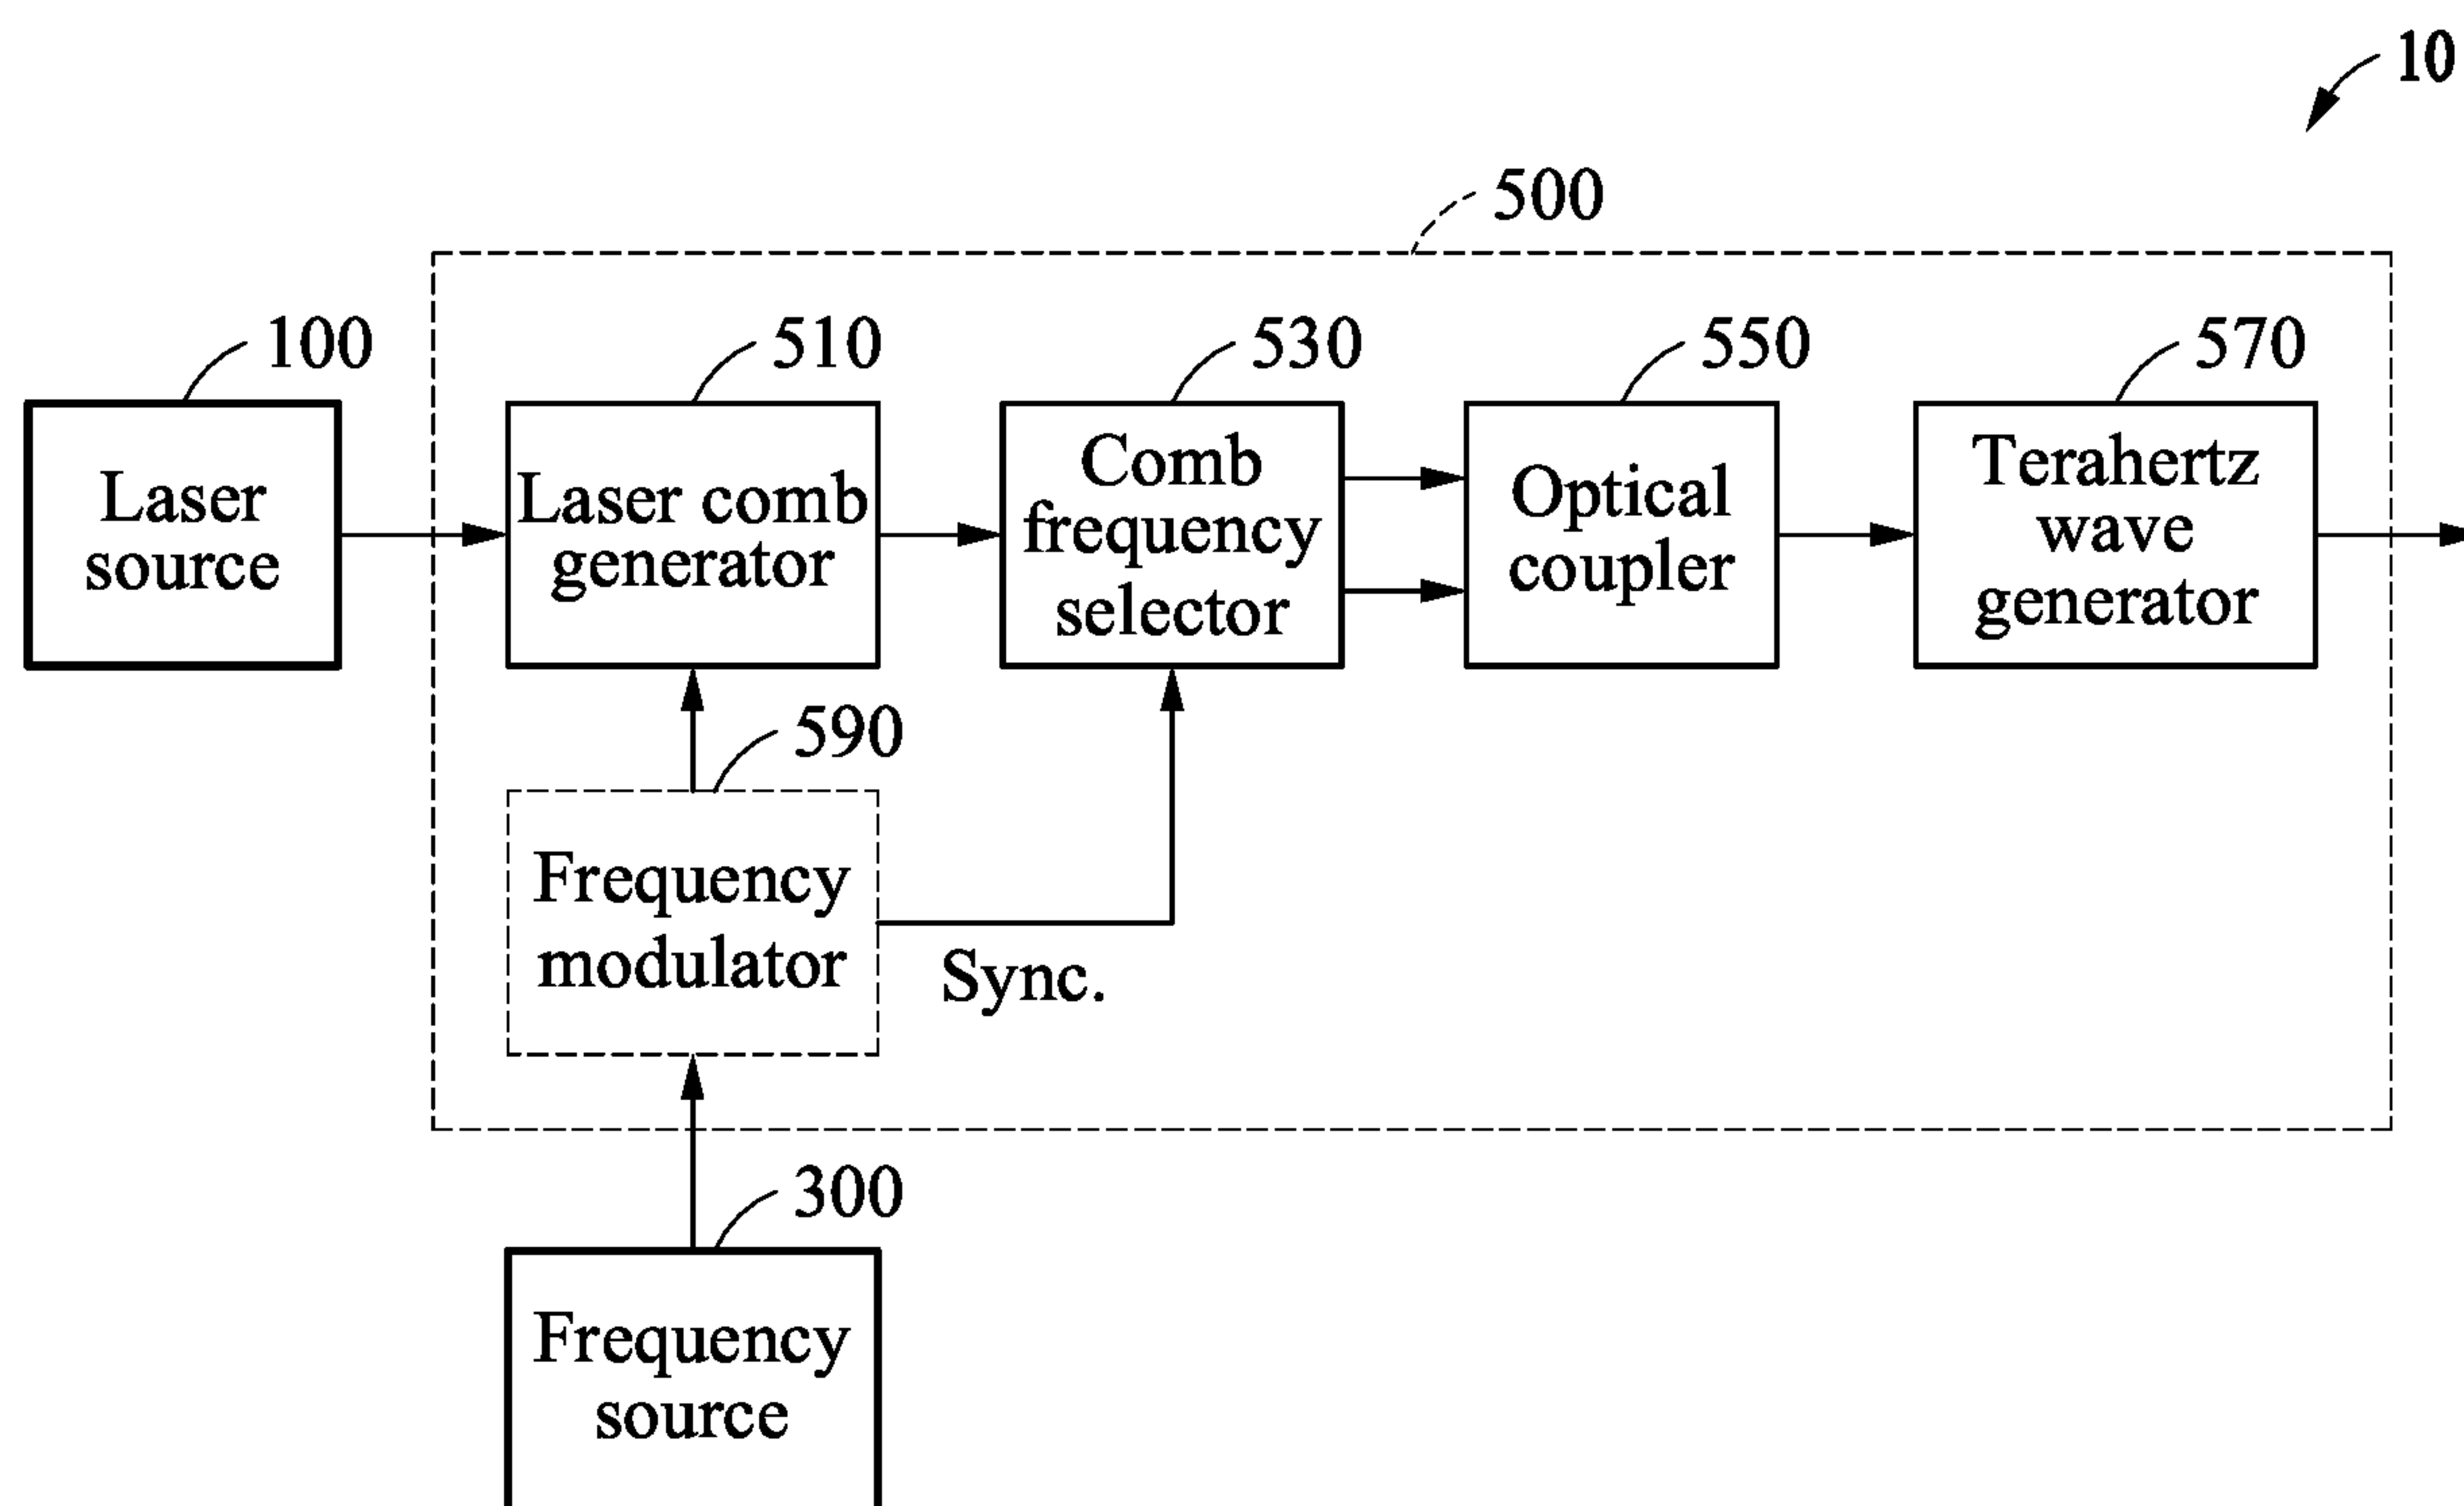 10
500
100
510
530
550
570
Laser
source
Laser comb
generator
Comb
frequency
selector
Optical
coupler
Terahertz
wave
generator
590
Frequency
modulator
Sync.
300
Frequency
source